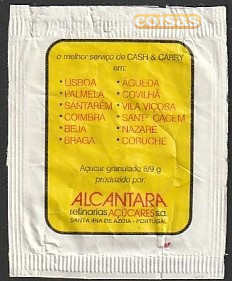 coisas
o melhor serviço de CASH & CARRY
em:
• LISBOA • ÁGUEDA
• PALMELA • COVILHÃ
• SANTARÉM • VILA VIÇOSA
• COIMBRA • SANT' CACEM
• BEJA • NAZARÉ
• BRAGA • CORUCHE
Açucar granulado 8/9 g
produzido por:
ALCANTARA
refinarias AÇÚCARES s.a.
SANTA IRIA DE AZÓIA - PORTUGAL